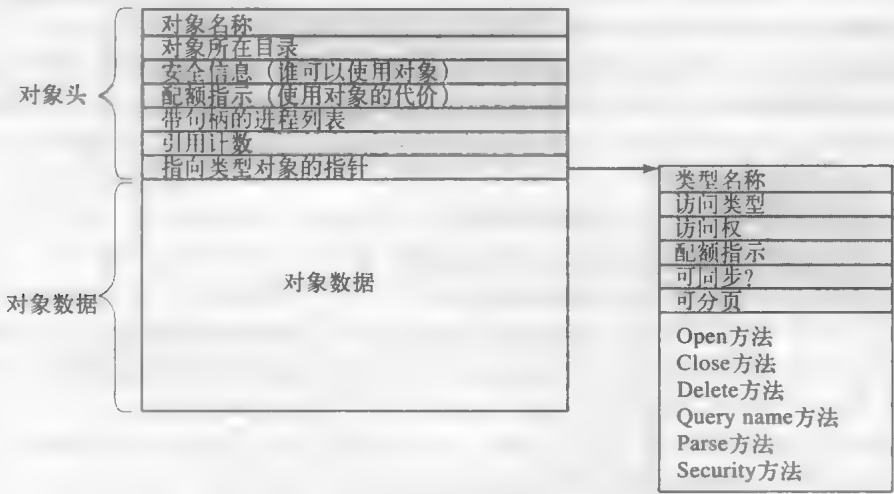 对象名称
对象所在目录
安全信息（谁可以使用对象）
配额指示（使用对象的代价）
带句柄的进程列表
引用计数
指向类型对象的指针
对象头
对象数据
对象数据
类型名称
访问类型
访问权
配额指示
可同步?
可分页
Open方法
Close方法
Delete方法
Query name方法
Parse方法
Security方法